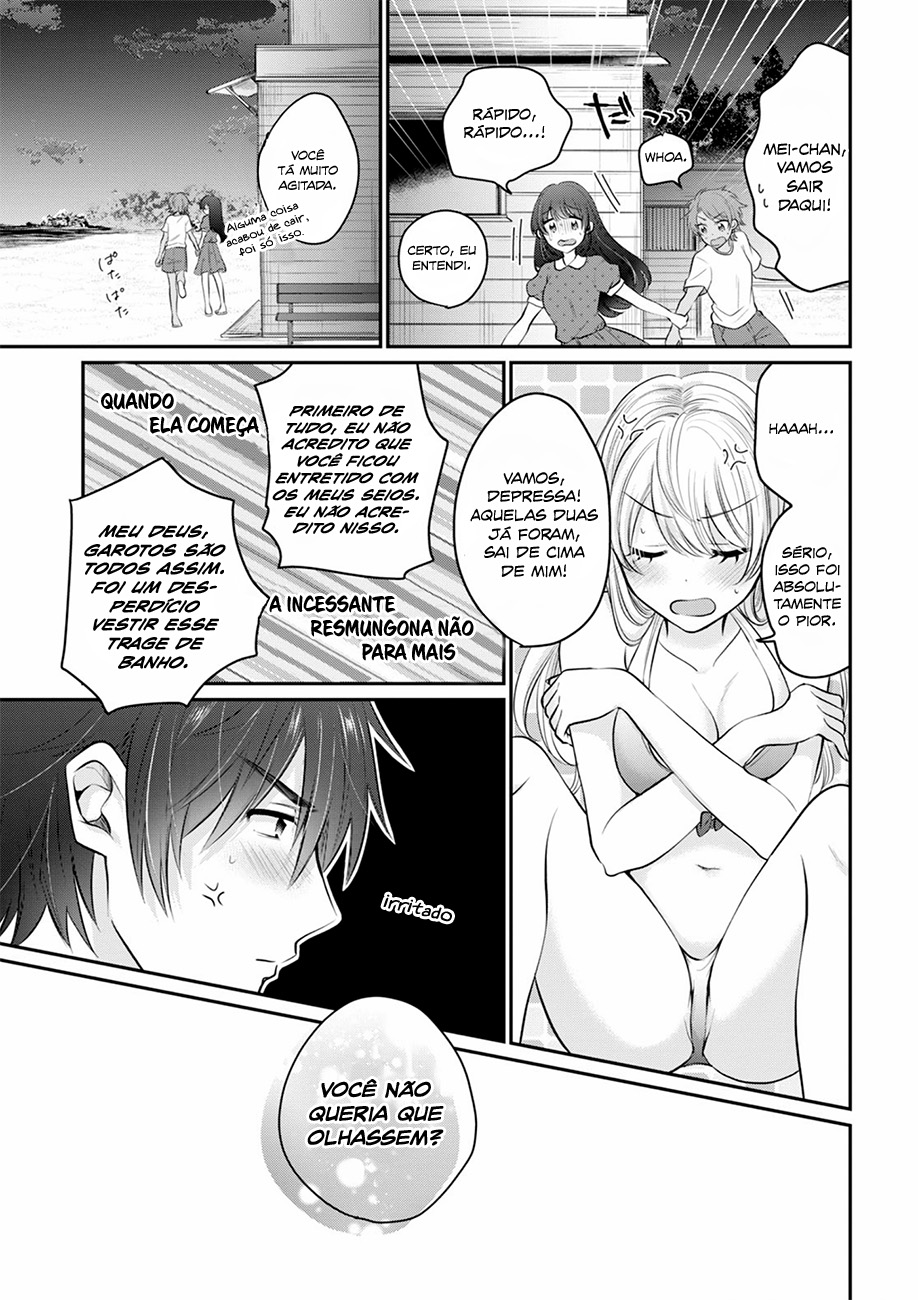 MEI-CHAN,
VAMOS
SAIR
DAQUI!
WHOA.
RÁPIDO,
RÁPIDO...!
CERTO, EU
ENTENDI.
だっ
VOCÊ
TÁ MUITO
AGITADA.
Alguma coisa
acabou de cair,
foi só isso.
ぱた
ぱた
HAAAH...
SÉRIO,
ISSO FOI
ABSOLU-
TAMENTE
O PIOR.
VAMOS,
DEPRESSA!
AQUELAS DUAS
JÁ FORAM,
SAI DE CIMA
DE MIM!
PRIMEIRO DE
TUDO, EU NÃO
ACREDITO QUE
VOCÊ FICOU
ENTRETIDO COM
OS MEUS SEIOS.
EU NÃO ACRE-
DITO NISSO.
QUANDO
ELA COMEÇA
MEU DEUS,
GAROTOS SÃO
TODOS ASSIM.
FOI UM DES-
PERDÍCIO
VESTIR ESSE
TRAGE DE
BANHO.
A INCESSANTE
RESMUNGONA NÃO
PARA MAIS
irritado
VOCÊ NÃO
QUERIA QUE
OLHASSEM?